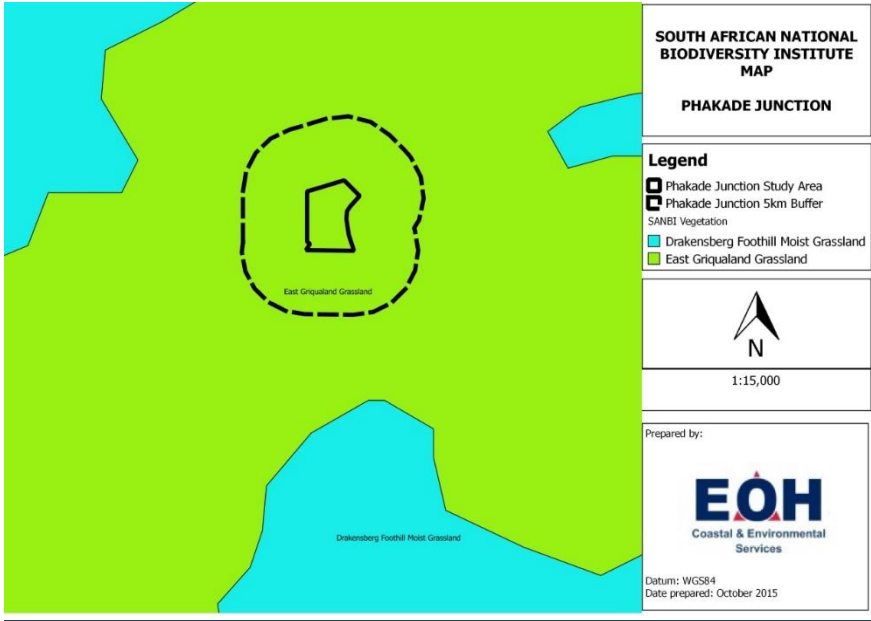 SOUTH AFRICAN NATIONAL
BIODIVERSITY INSTITUTE
MAP
PHAKADE JUNCTION
Legend
Phakade Junction Study Area
Phakade Junction 5km Buffer
SANBI Vegetation
Drakensberg Foothill Moist Grassland
East Griqualand Grassland
N
1:15,000
Prepared by:
EOH
Coastal & Environmental
Services
Datum: WGS84
Date prepared: October 2015
East Griqualand Grassland
Drakensberg Foothill Moist Grassland